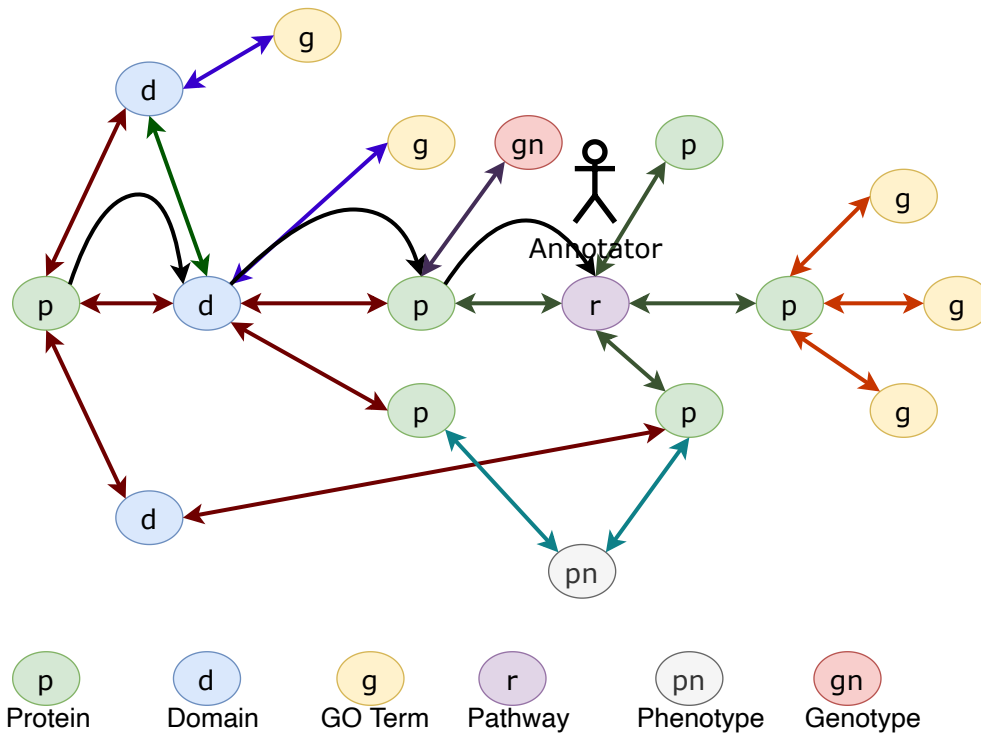 g
d
g
gn
p
g
Annotator
p
d
p
r
p
g
p
p
g
d
pn
p
d
g
r
pn
gn
Protein
Domain
GO Term
Pathway
Phenotype
Genotype